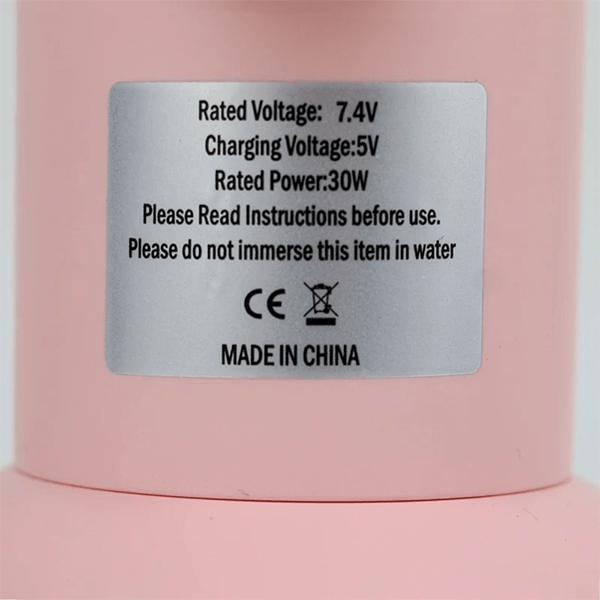 Rated Voltage: 7.4V
Charging Voltage:5V
Rated Power:30W
Please Read Instructions before use.
Please do not immerse this item in water
CE
MADE IN CHINA